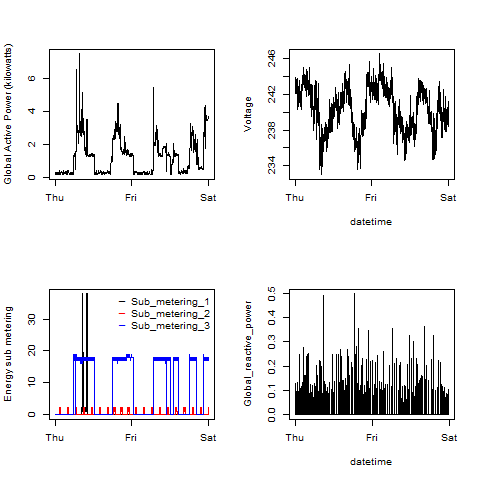 Global Active Power (kilowatts)
0 2 4 6
Thu Fri Sat
Voltage
234 238 242 246
Thu Fri Sat
datetime
Energy sub metering
0 10 20 30
Sub_metering_1
Sub_metering_2
Sub_metering_3
Thu Fri Sat
Global_reactive_power
0.0 0.1 0.2 0.3 0.4 0.5
Thu Fri Sat
datetime